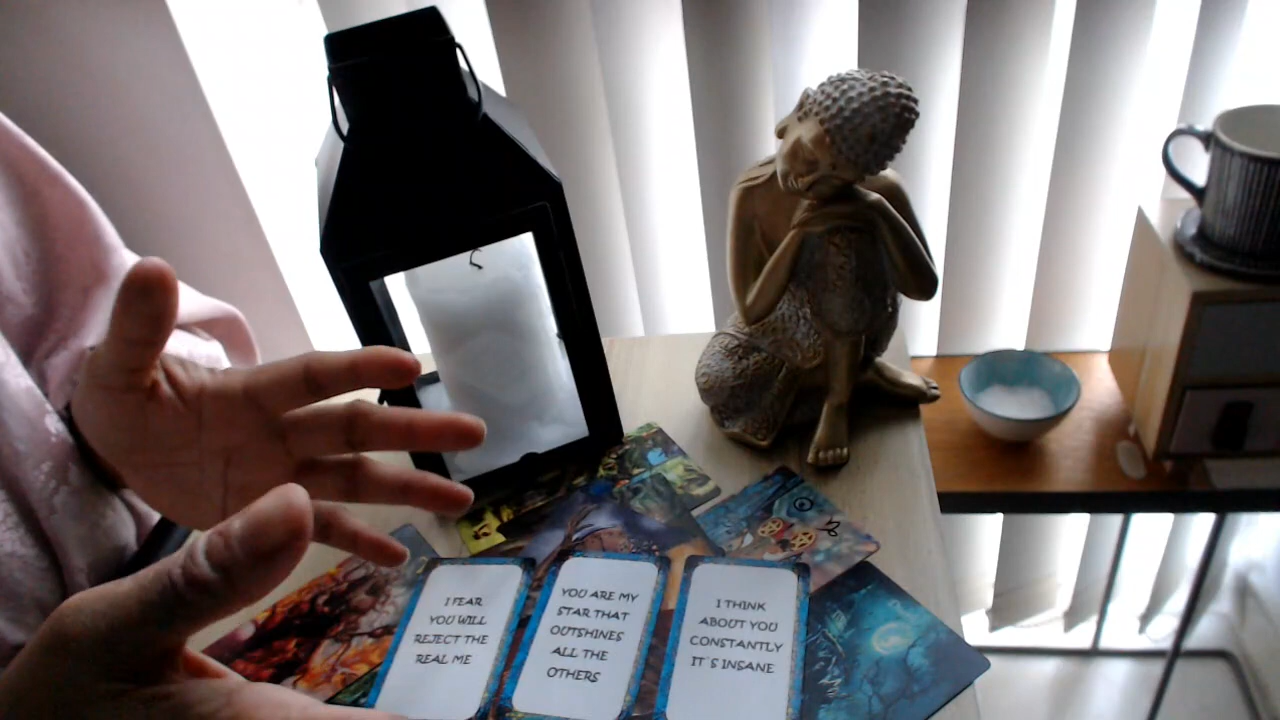 I FEAR
YOU WILL
REJECT THE
REAL ME
YOU ARE MY
STAR THAT
OUTSHINES
ALL THE
OTHERS
I THINK
ABOUT YOU
CONSTANTLY
IT'S INSANE